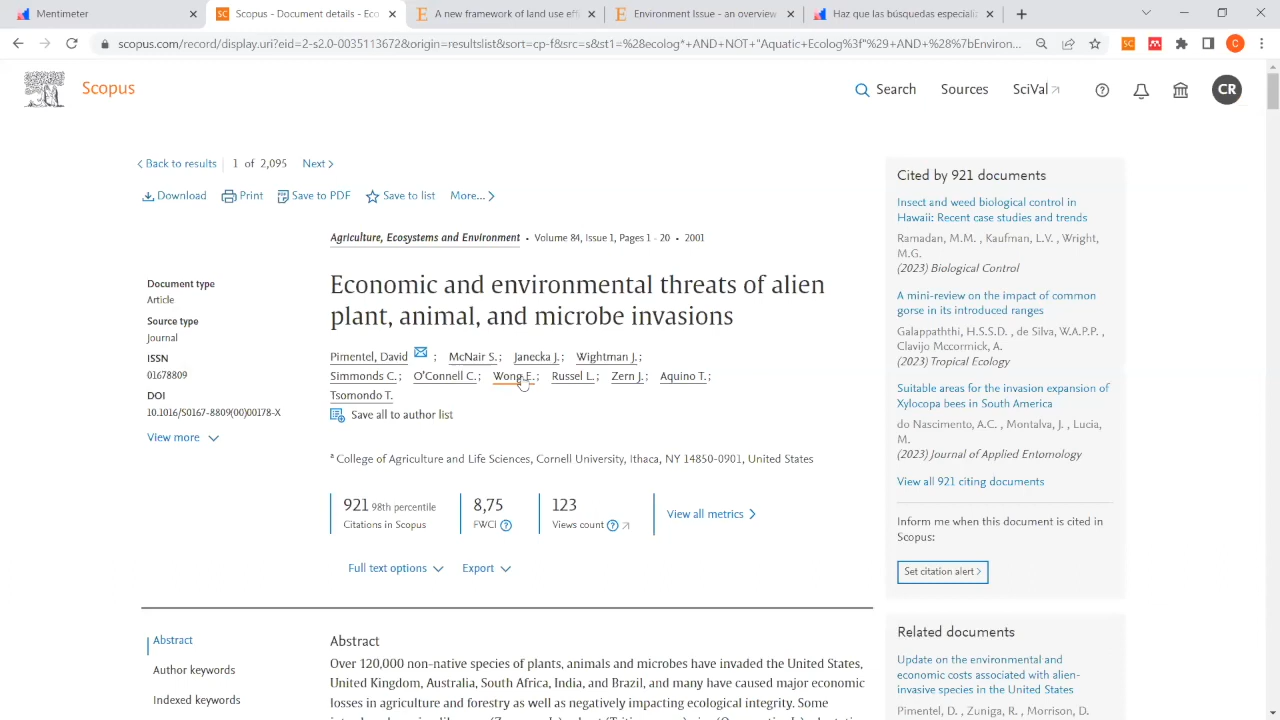 Mentimeter
Scopus - Document details - Eco
A new framework of land use eff
Environment Issue - an overview
Haz que las búsquedas especializ
scopus.com/record/display.uri?eid=2-s2.0-0035113672&origin=resultslist&sort=cp-f&src=s&st1=%28ecolog*+AND+NOT+"Aquatic+Ecolog%3f"%29+AND+%28%7bEnviron...
Scopus
Search
Sources
SciVal
CR
Back to results
1 of 2,095
Next
Download
Print
Save to PDF
Save to list
More...
Agriculture, Ecosystems and Environment • Volume 84, Issue 1, Pages 1 - 20 • 2001
Economic and environmental threats of alien
plant, animal, and microbe invasions
Document type
Article
Source type
Journal
ISSN
01678809
DOI
10.1016/S0167-8809(00)00178-X
View more
Pimentel, David ; McNair S.; Janecka J.; Wightman J.;
Simmonds C.; O'Connell C.; Wong E.; Russel L.; Zern J.; Aquino T.;
Tsomondo T.
Save all to author list
a College of Agriculture and Life Sciences, Cornell University, Ithaca, NY 14850-0901, United States
921 98th percentile
Citations in Scopus
8,75
FWCI
123
Views count
View all metrics
Full text options
Export
Abstract
Author keywords
Indexed keywords
Abstract
Over 120,000 non-native species of plants, animals and microbes have invaded the United States,
United Kingdom, Australia, South Africa, India, and Brazil, and many have caused major economic
losses in agriculture and forestry as well as negatively impacting ecological integrity. Some
Cited by 921 documents
Insect and weed biological control in
Hawaii: Recent case studies and trends
Ramadan, M.M. , Kaufman, L.V. , Wright,
M.G.
(2023) Biological Control
A mini-review on the impact of common
gorse in its introduced ranges
Galappaththi, H.S.S.D. , de Silva, W.A.P.P. ,
Clavijo Mccormick, A.
(2023) Tropical Ecology
Suitable areas for the invasion expansion of
Xylocopa bees in South America
do Nascimento, A.C. , Montalva, J. , Lucia,
M.
(2023) Journal of Applied Entomology
View all 921 citing documents
Inform me when this document is cited in
Scopus:
Set citation alert
Related documents
Update on the environmental and
economic costs associated with alien-
invasive species in the United States
Pimentel, D. , Zuniga, R. , Morrison, D.